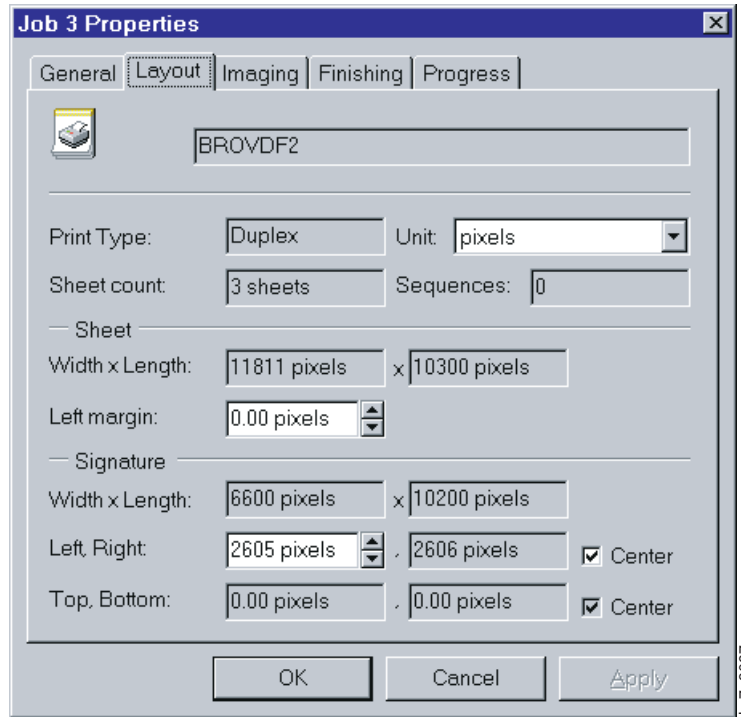 Job 3 Properties
General Layout Imaging Finishing Progress
BROVDF2
Print Type: Duplex Unit: pixels
Sheet count: 3 sheets Sequences: 0
Sheet
Width x Length: 11811 pixels x 10300 pixels
Left margin: 0.00 pixels
Signature
Width x Length: 6600 pixels x 10200 pixels
Left, Right: 2605 pixels , 2606 pixels Center
Top, Bottom: 0.00 pixels , 0.00 pixels Center
OK Cancel Apply